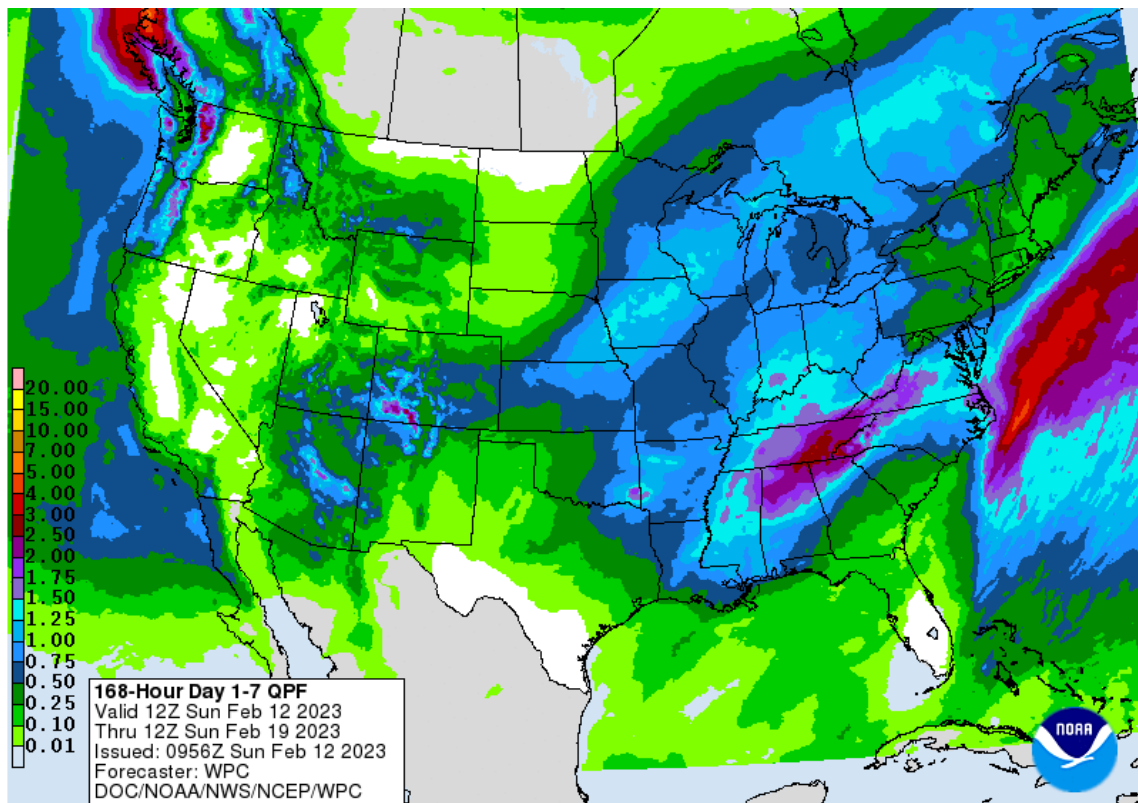 20.00
15.00
10.00
7.00
5.00
4.00
3.00
2.50
2.00
1.75
1.50
1.25
1.00
0.75
0.50
0.25
0.10
0.01
168-Hour Day 1-7 QPF
Valid 12Z Sun Feb 12 2023
Thru 12Z Sun Feb 19 2023
Issued: 0956Z Sun Feb 12 2023
Forecaster: WPC
DOC/NOAA/NWS/NCEP/WPC
NOAA